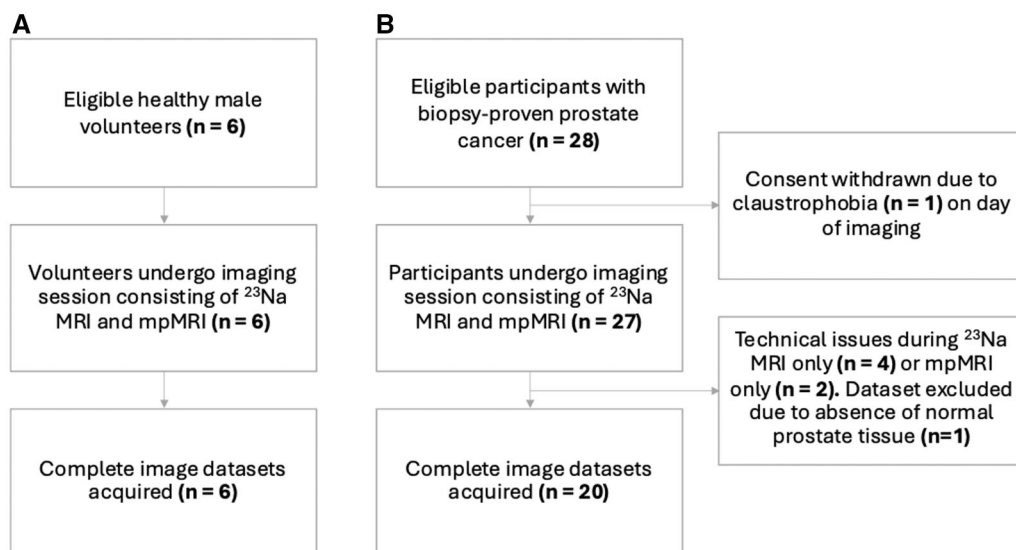 A
Eligible healthy male
volunteers (n = 6)
Volunteers undergo imaging
session consisting of ²³Na
MRI and mpMRI (n = 6)
Complete image datasets
acquired (n = 6)
B
Eligible participants with
biopsy-proven prostate
cancer (n = 28)
Consent withdrawn due to
claustrophobia (n = 1) on day
of imaging
Participants undergo imaging
session consisting of ²³Na
MRI and mpMRI (n = 27)
Technical issues during ²³Na
MRI only (n = 4) or mpMRI
only (n = 2). Dataset excluded
due to absence of normal
prostate tissue (n=1)
Complete image datasets
acquired (n = 20)